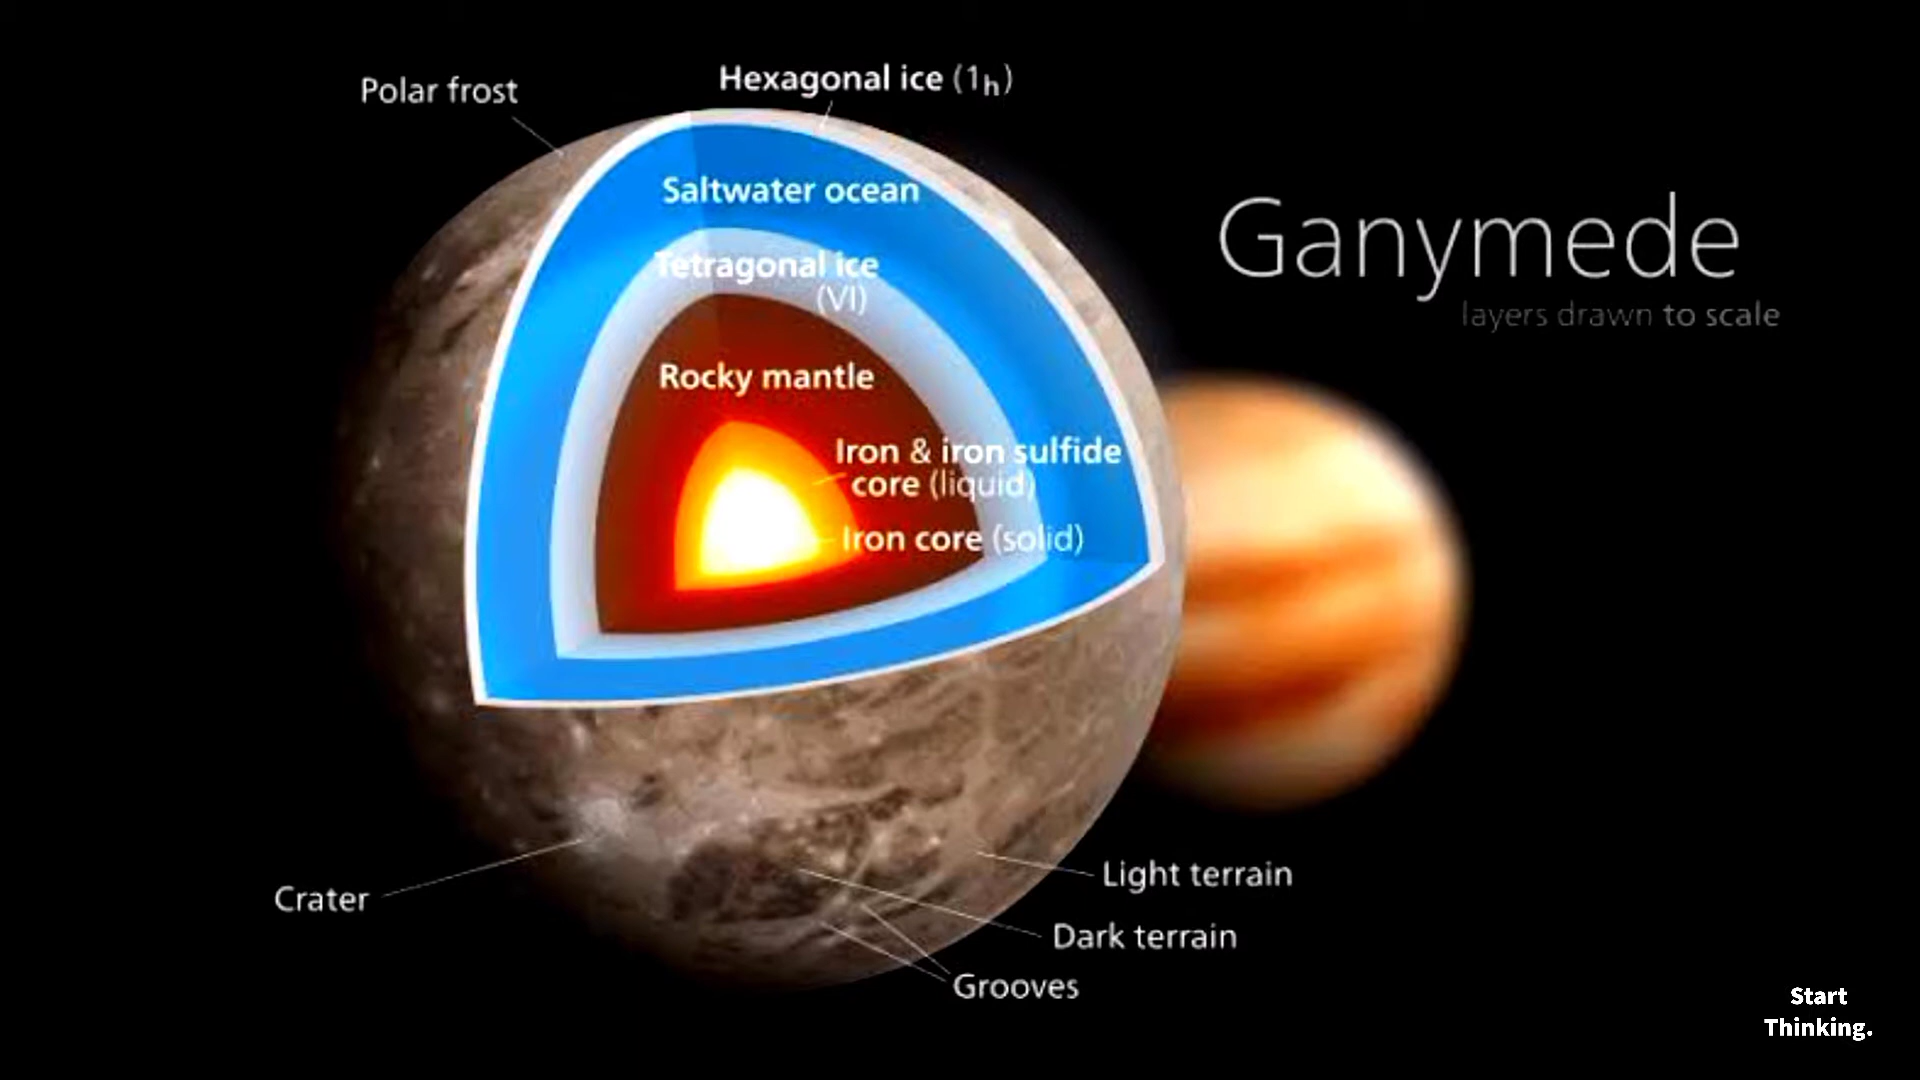 Polar frost
Hexagonal ice (1h)
Saltwater ocean
Tetragonal ice
(VI)
Rocky mantle
Iron & iron sulfide
core (liquid)
Iron core (solid)
Ganymede
layers drawn to scale
Crater
Light terrain
Dark terrain
Grooves
Start
Thinking.